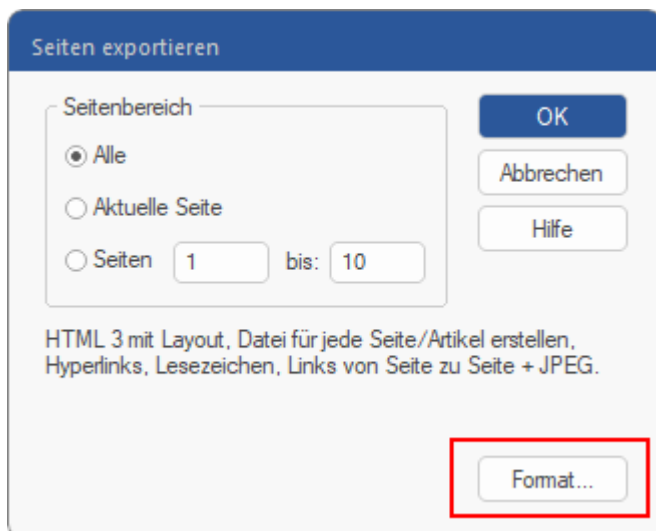 Seiten exportieren
Seitenbereich
OK
Alle
Abbrechen
Aktuelle Seite
Hilfe
Seiten 1 bis: 10
HTML 3 mit Layout, Datei für jede Seite/Artikel erstellen,
Hyperlinks, Lesezeichen, Links von Seite zu Seite + JPEG.
Format...